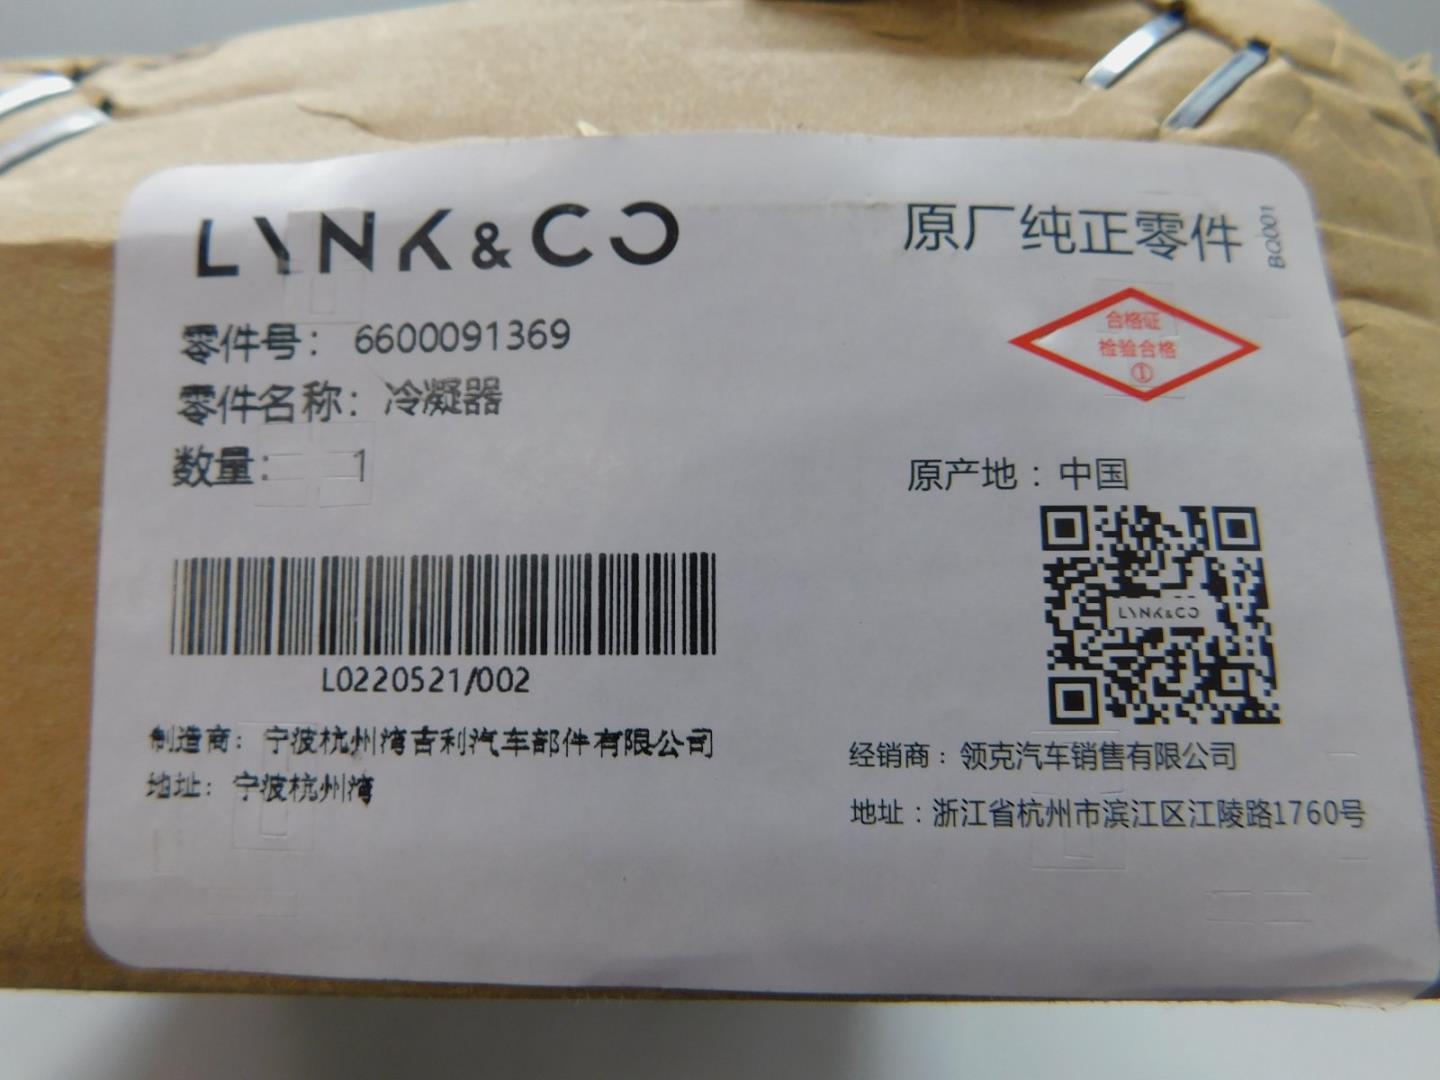 LYNK&CO
原厂纯正零件
BQ001
零件号： 6600091369
零件名称： 冷凝器
数量： 1
合格证
检验合格
①
原产地：中国
LYNK&CO
L0220521/002
制造商： 宁波杭州湾吉利汽车部件有限公司
地址： 宁波杭州湾
经销商：领克汽车销售有限公司
地址：浙江省杭州市滨江区江陵路1760号